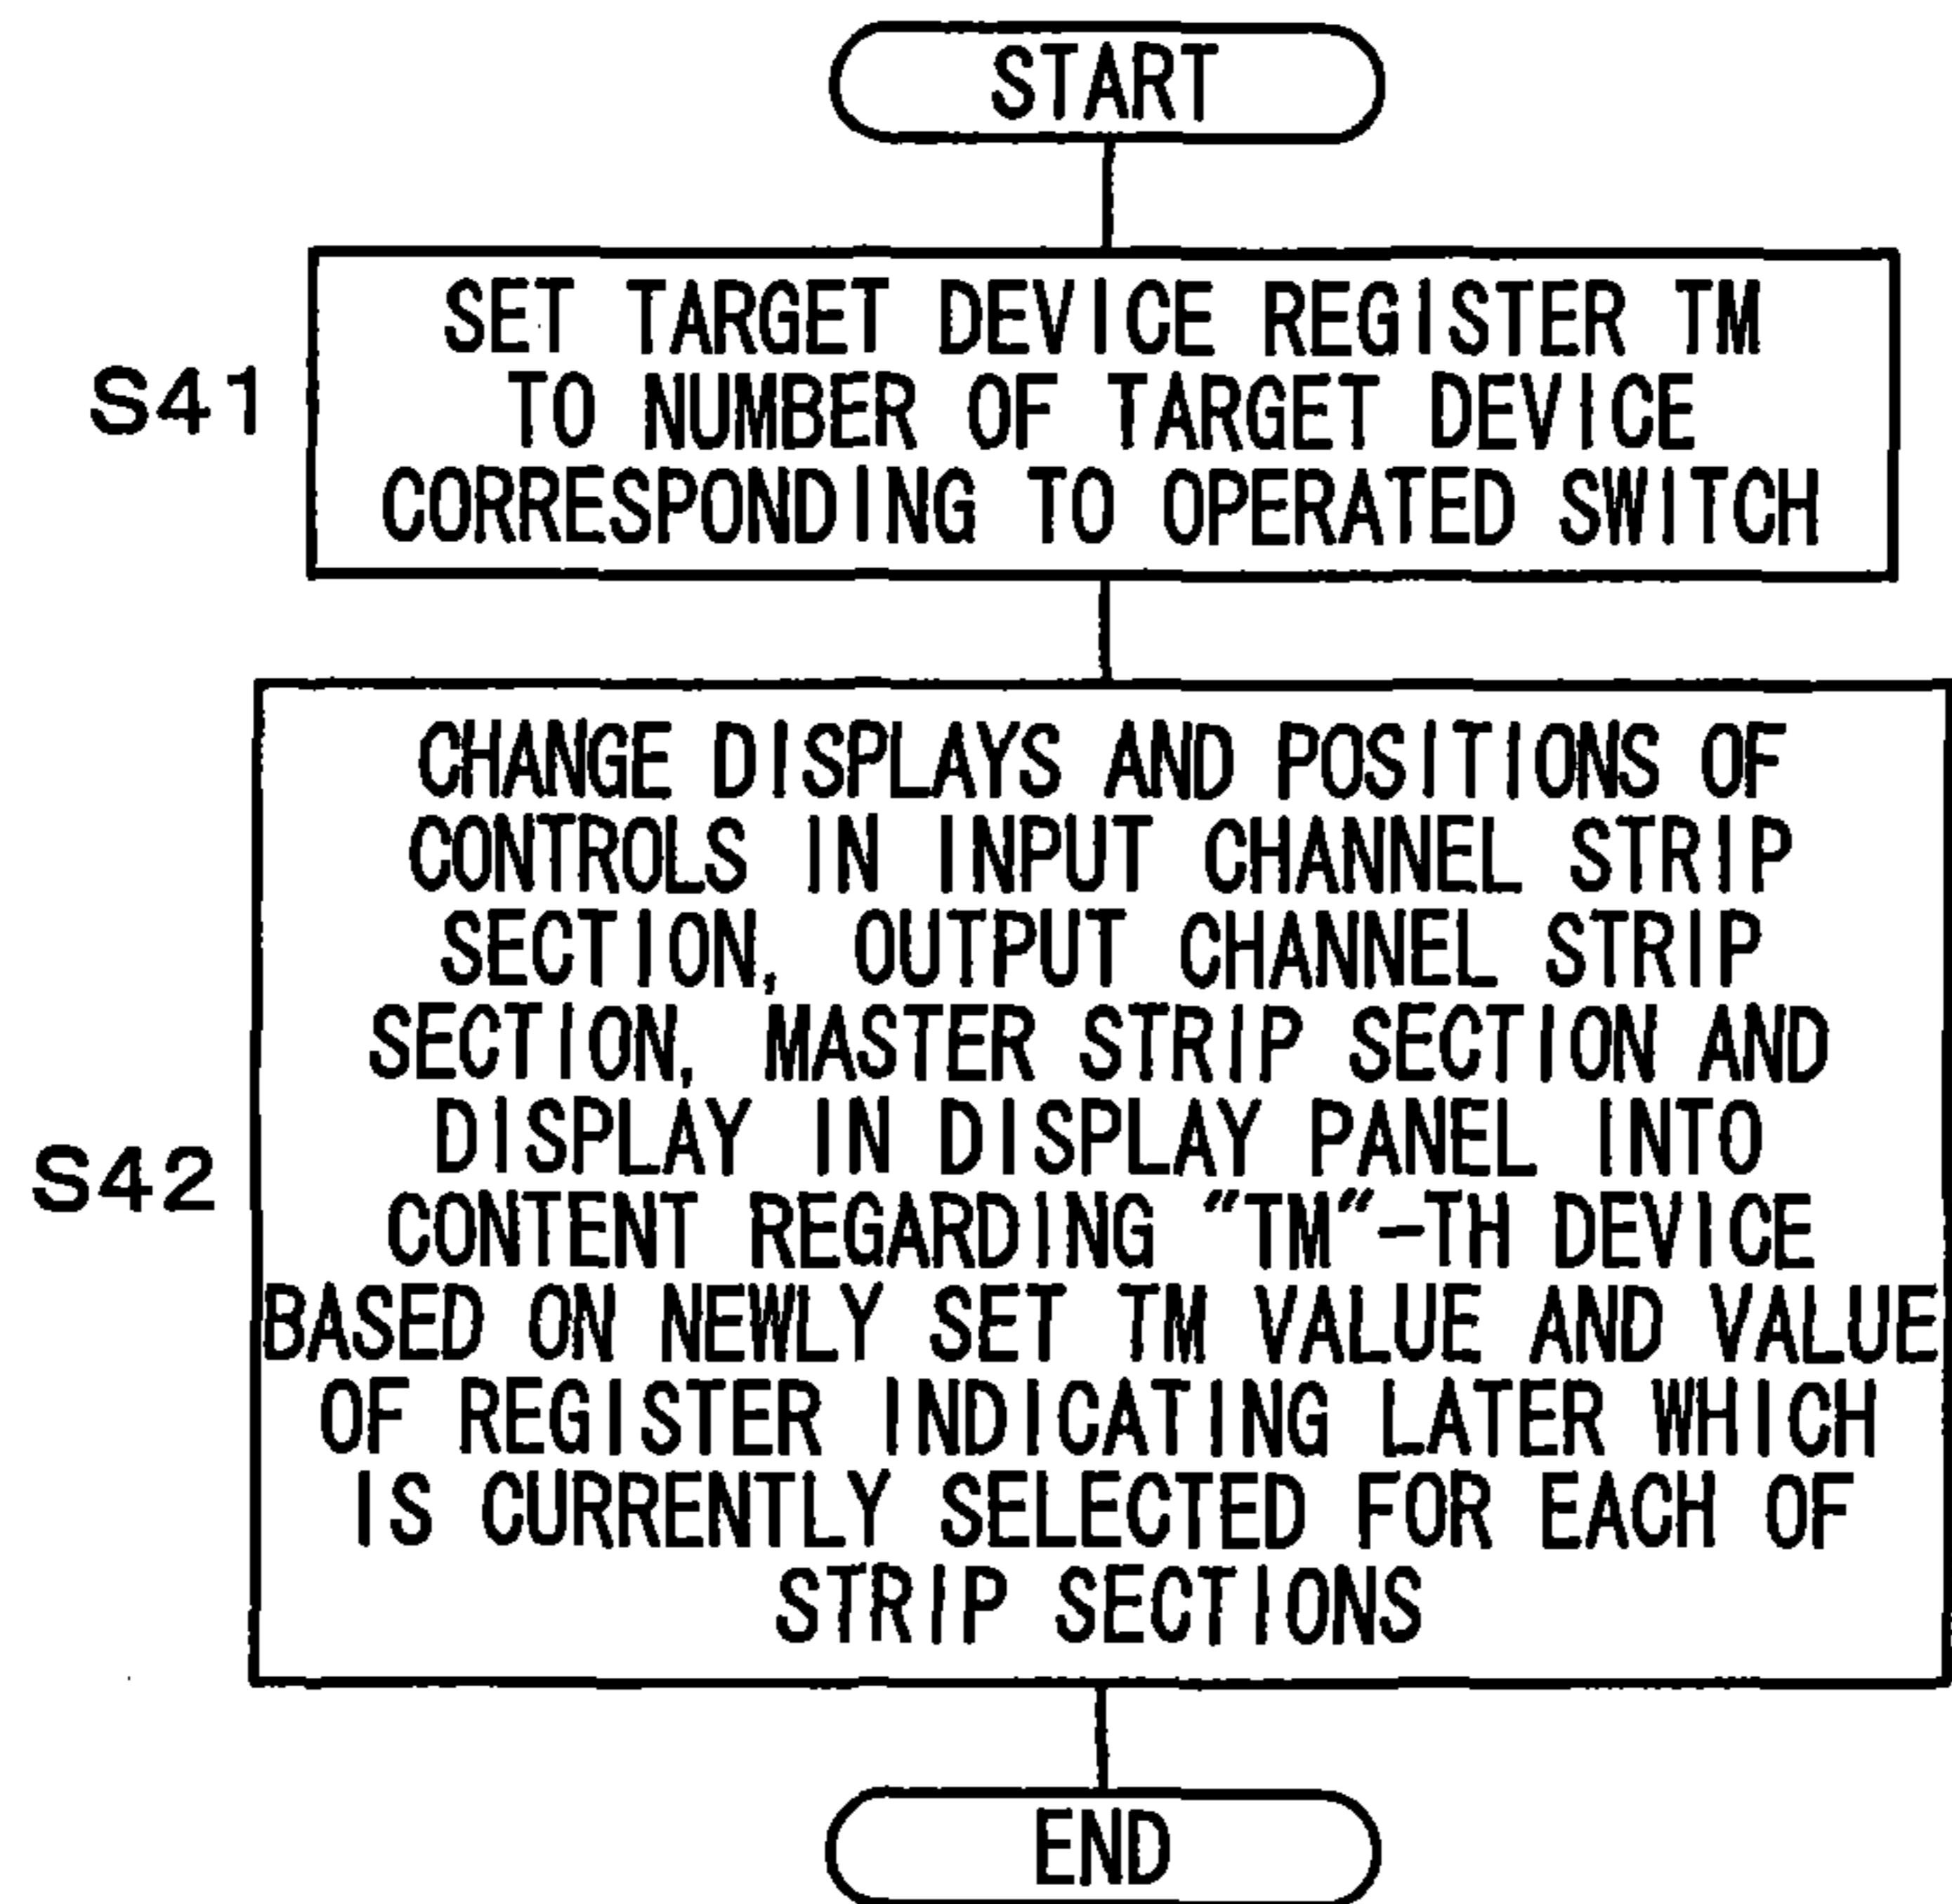 START
S41
SET TARGET DEVICE REGISTER TM
TO NUMBER OF TARGET DEVICE
CORRESPONDING TO OPERATED SWITCH
S42
CHANGE DISPLAYS AND POSITIONS OF
CONTROLS IN INPUT CHANNEL STRIP
SECTION, OUTPUT CHANNEL STRIP
SECTION, MASTER STRIP SECTION AND
DISPLAY IN DISPLAY PANEL INTO
CONTENT REGARDING "TM"-TH DEVICE
BASED ON NEWLY SET TM VALUE AND VALUE
OF REGISTER INDICATING LATER WHICH
IS CURRENTLY SELECTED FOR EACH OF
STRIP SECTIONS
END